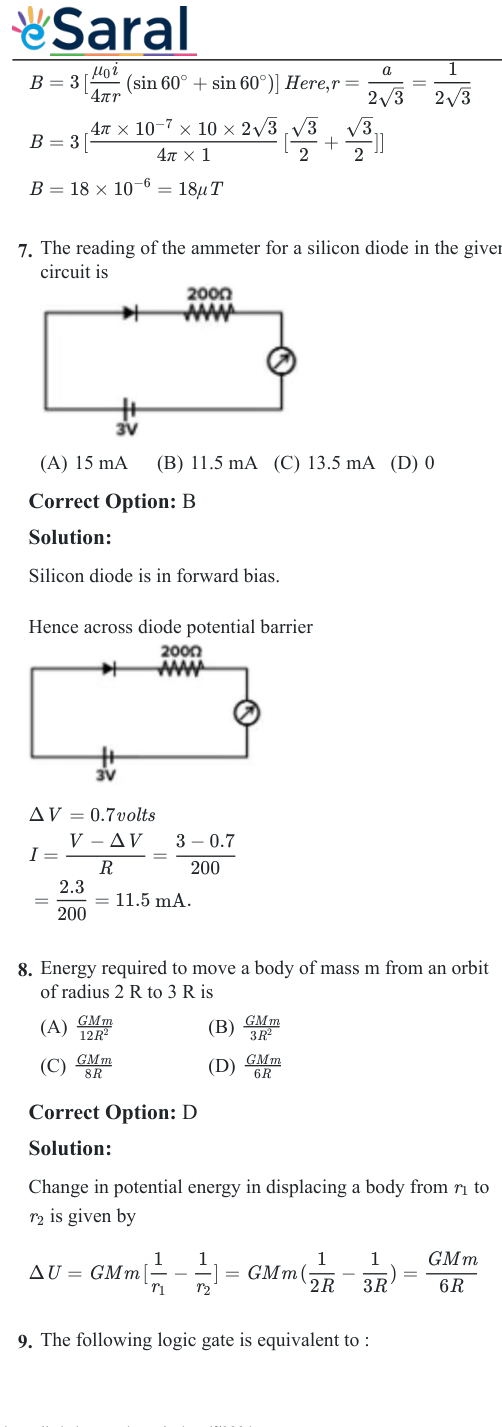 eSaral
B = 3 [μ₀i/4πr (sin 60° + sin 60°)] Here,r = a/2√3 = 1/2√3
B = 3 [4π × 10⁻⁷ × 10 × 2√3/4π × 1 [√3/2 + √3/2]]
B = 18 × 10⁻⁶ = 18μT
7. The reading of the ammeter for a silicon diode in the given
circuit is
200Ω
3V
(A) 15 mA (B) 11.5 mA (C) 13.5 mA (D) 0
Correct Option: B
Solution:
Silicon diode is in forward bias.
Hence across diode potential barrier
200Ω
3V
ΔV = 0.7volts
I = V − ΔV/R = 3 − 0.7/200
= 2.3/200 = 11.5 mA.
8. Energy required to move a body of mass m from an orbit
of radius 2 R to 3 R is
(A) GMm/12R² (B) GMm/3R²
(C) GMm/8R (D) GMm/6R
Correct Option: D
Solution:
Change in potential energy in displacing a body from r₁ to
r₂ is given by
ΔU = GMm[1/r₁ − 1/r₂] = GMm(1/2R − 1/3R) = GMm/6R
9. The following logic gate is equivalent to :